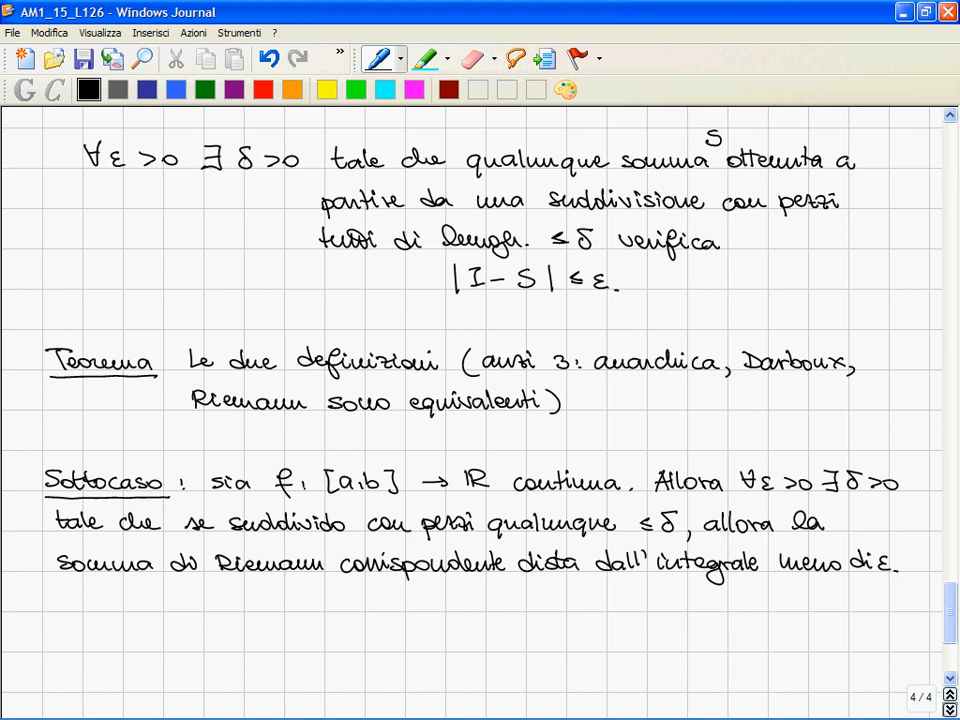 AM1_15_L126 - Windows Journal
File Modifica Visualizza Inserisci Azioni Strumenti ?
G C
∀ε >0 ∃ δ >0 tale che qualunque somma S ottenuta a
partire da una suddivisione con pezzi
tutti di lungh. ≤ δ verifica
|I - S| ≤ ε.
Teorema Le due definizioni (anzi 3: anarchica, Darboux,
Riemann sono equivalenti)
Sottocaso : sia f: [a,b] → ℝ continua. Allora ∀ε>0 ∃δ>0
tale che se suddivido con pezzi qualunque ≤ δ, allora la
somma di Riemann corrispondente dista dall'integrale meno di ε.
4 / 4